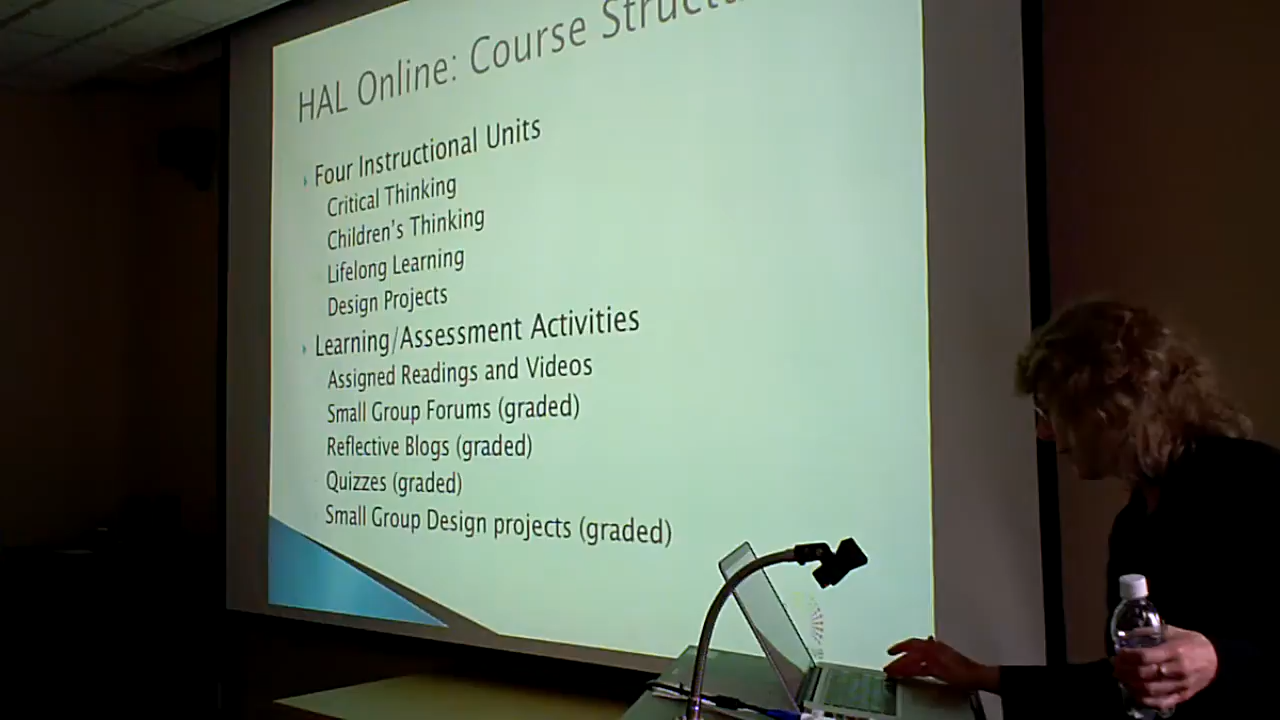 HAL Online: Course Structu
Four Instructional Units
Critical Thinking
Children's Thinking
Lifelong Learning
Design Projects
Learning/Assessment Activities
Assigned Readings and Videos
Small Group Forums (graded)
Reflective Blogs (graded)
Quizzes (graded)
Small Group Design projects (graded)